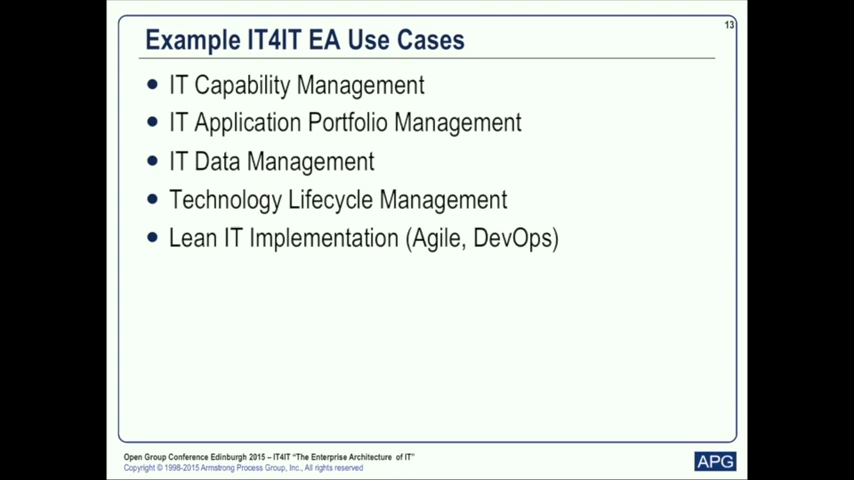 13
Example IT4IT EA Use Cases
• IT Capability Management
• IT Application Portfolio Management
• IT Data Management
• Technology Lifecycle Management
• Lean IT Implementation (Agile, DevOps)
Open Group Conference Edinburgh 2015 – IT4IT “The Enterprise Architecture of IT”
Copyright © 1998-2015 Armstrong Process Group, Inc., All rights reserved
APG